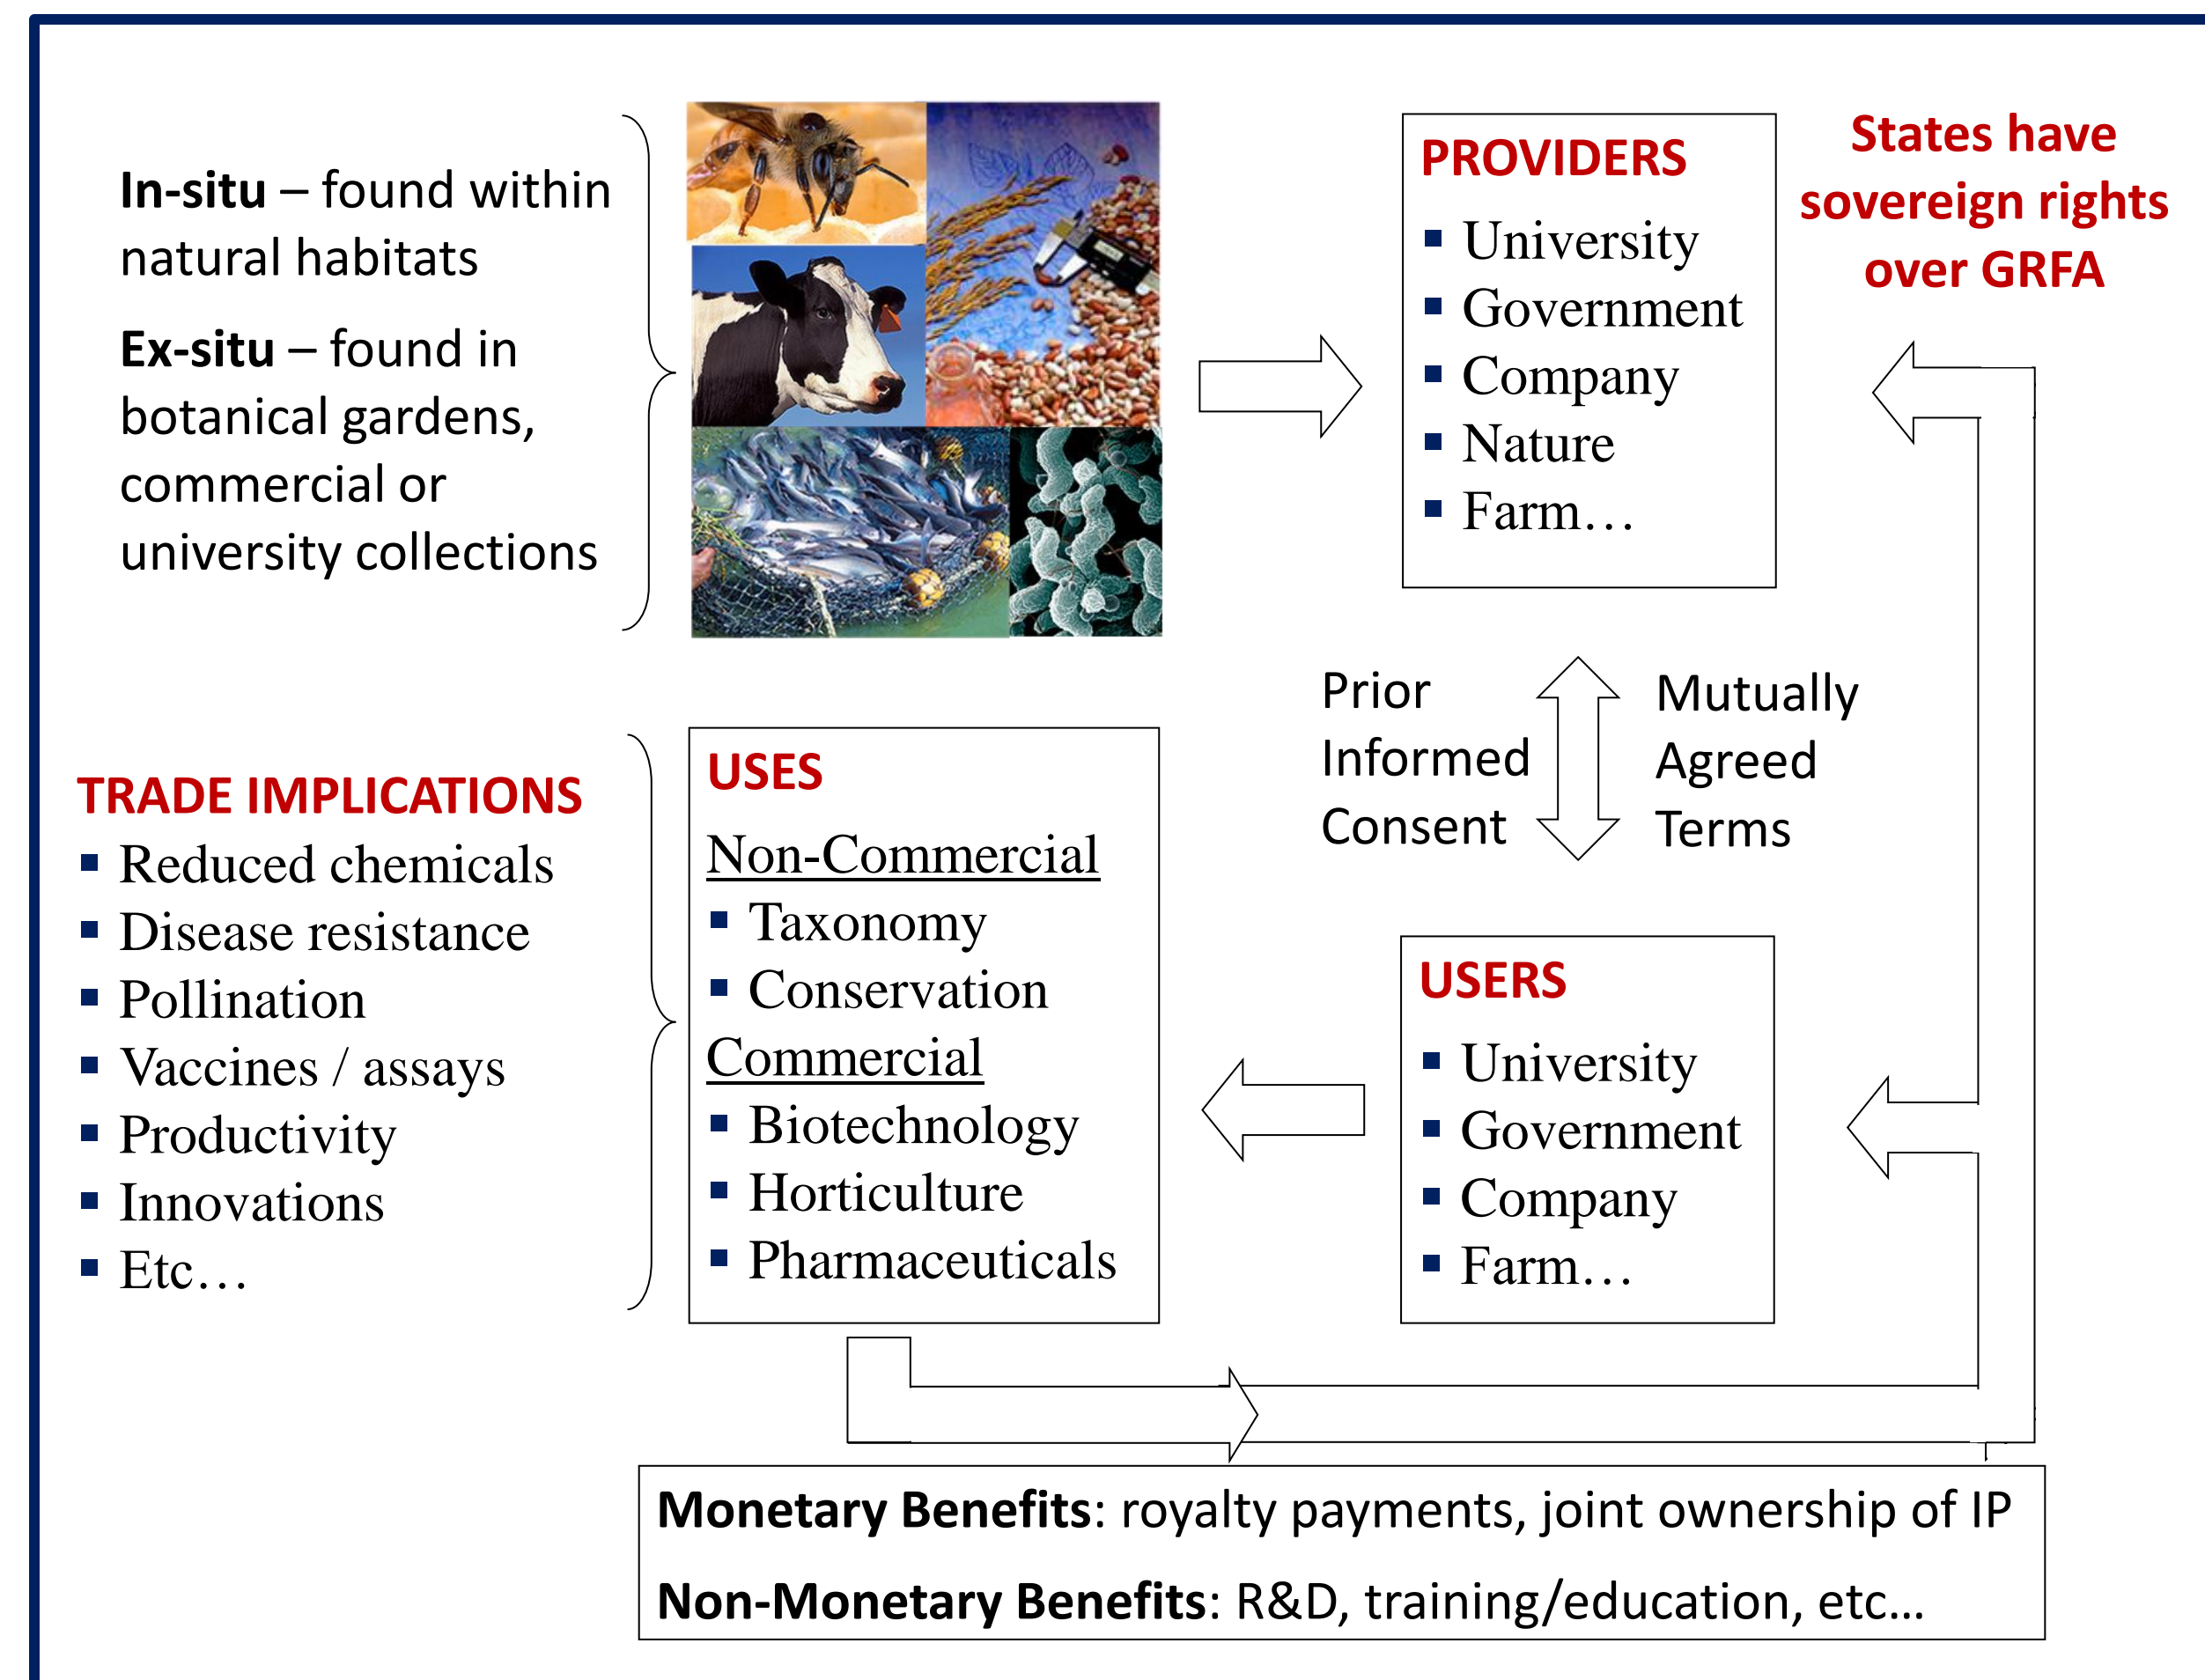 In-situ – found within
natural habitats
Ex-situ – found in
botanical gardens,
commercial or
university collections
PROVIDERS
▪ University
▪ Government
▪ Company
▪ Nature
▪ Farm…
States have
sovereign rights
over GRFA
Prior
Informed
Consent
Mutually
Agreed
Terms
TRADE IMPLICATIONS
▪ Reduced chemicals
▪ Disease resistance
▪ Pollination
▪ Vaccines / assays
▪ Productivity
▪ Innovations
▪ Etc…
USES
Non-Commercial
▪ Taxonomy
▪ Conservation
Commercial
▪ Biotechnology
▪ Horticulture
▪ Pharmaceuticals
USERS
▪ University
▪ Government
▪ Company
▪ Farm…
Monetary Benefits: royalty payments, joint ownership of IP
Non-Monetary Benefits: R&D, training/education, etc…